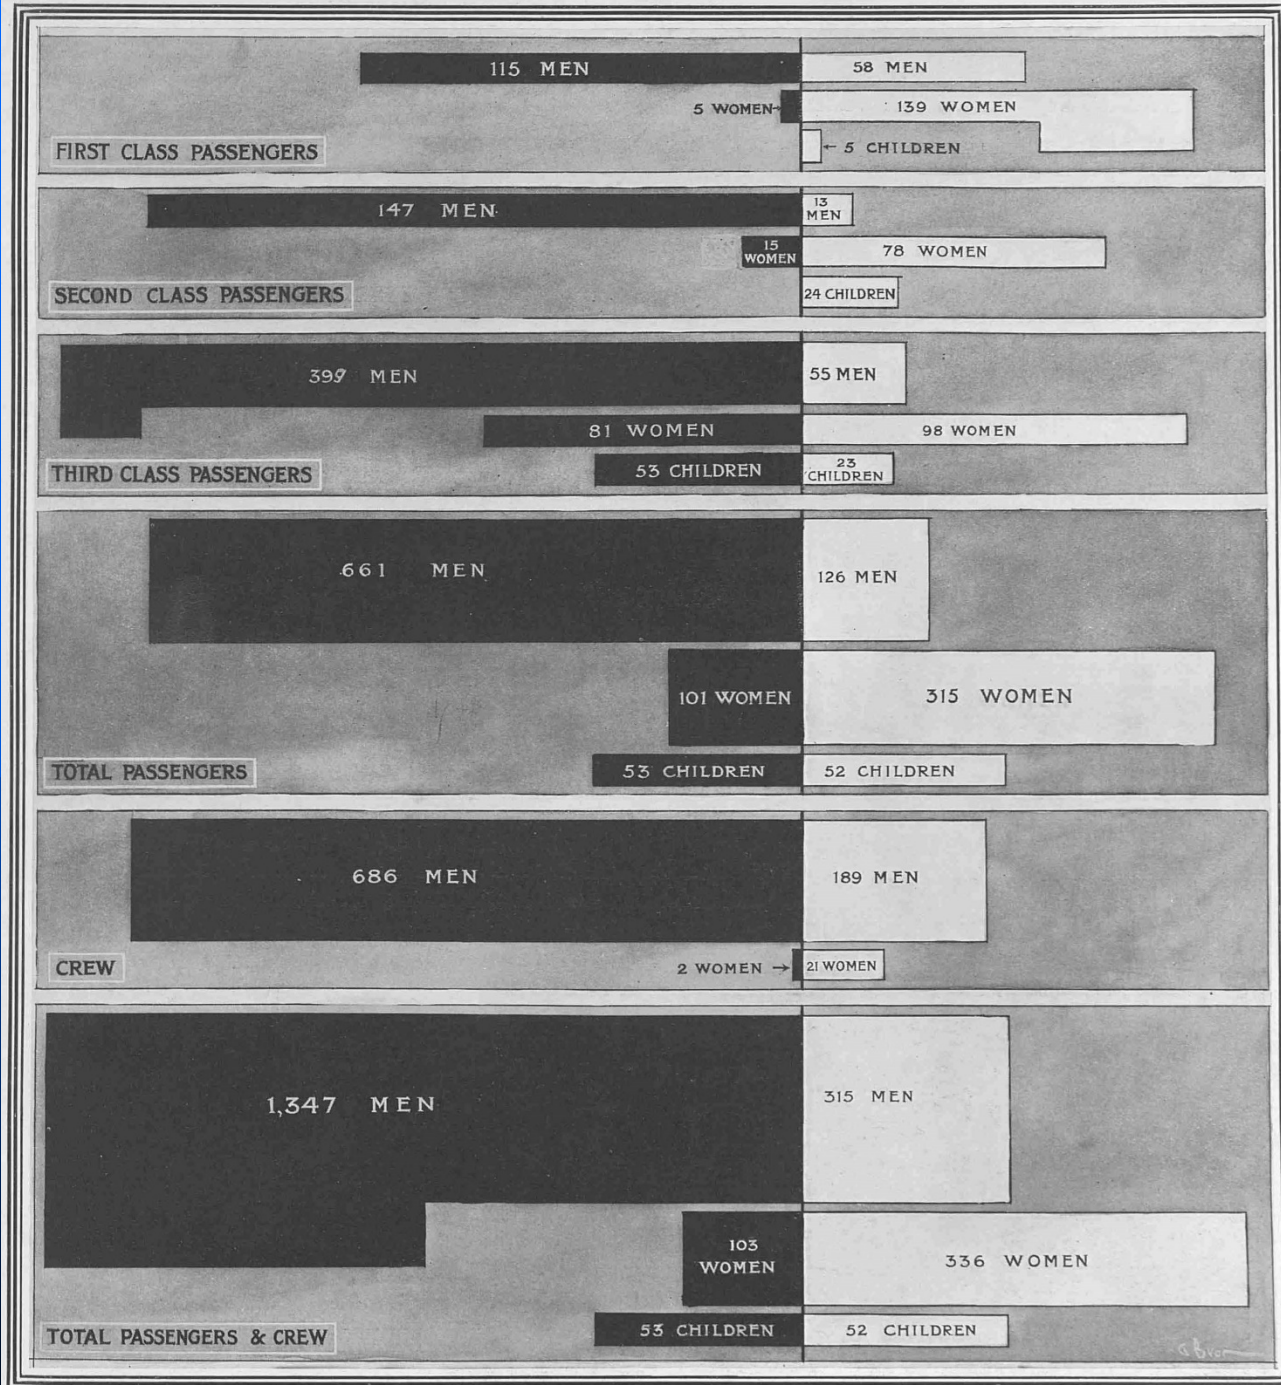 115 MEN
58 MEN
5 WOMEN
139 WOMEN
5 CHILDREN
FIRST CLASS PASSENGERS
147 MEN
13
MEN
15
WOMEN
78 WOMEN
24 CHILDREN
SECOND CLASS PASSENGERS
399 MEN
55 MEN
81 WOMEN
98 WOMEN
53 CHILDREN
23
CHILDREN
THIRD CLASS PASSENGERS
661 MEN
126 MEN
101 WOMEN
315 WOMEN
53 CHILDREN
52 CHILDREN
TOTAL PASSENGERS
686 MEN
189 MEN
2 WOMEN
21 WOMEN
CREW
1,347 MEN
315 MEN
103
WOMEN
336 WOMEN
53 CHILDREN
52 CHILDREN
TOTAL PASSENGERS & CREW